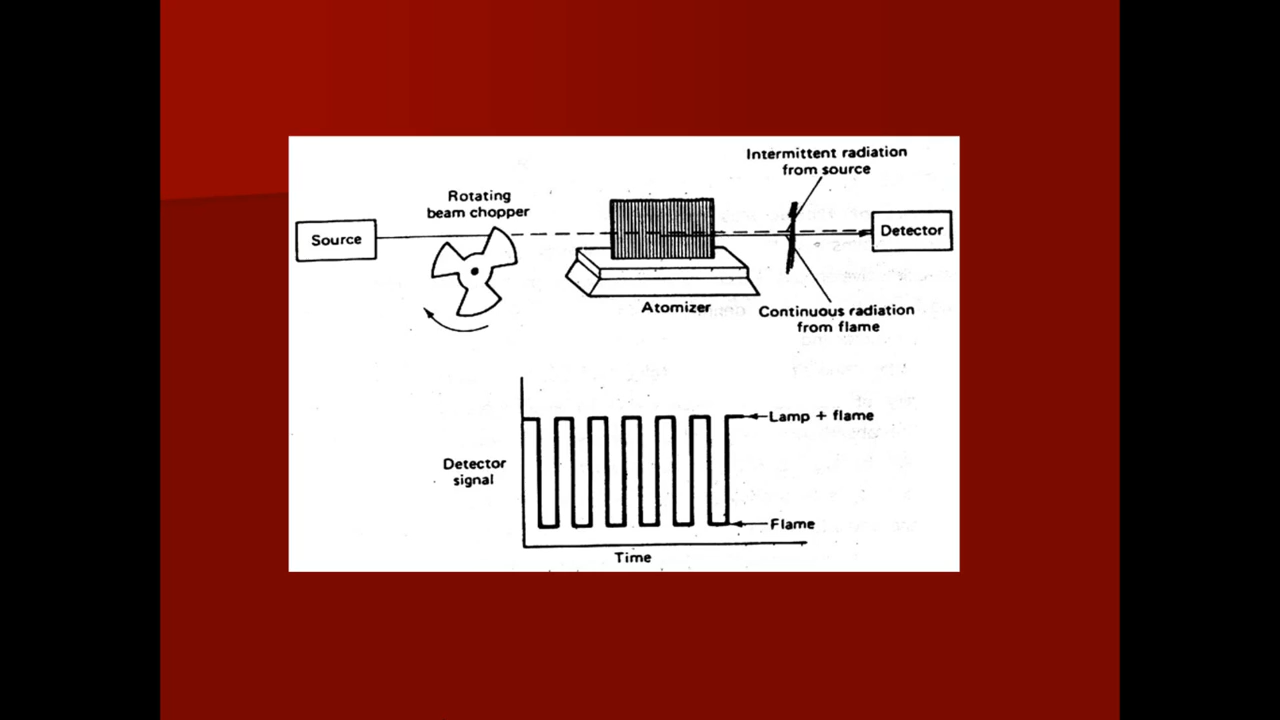 Intermittent radiation
from source
Rotating
beam chopper
Source
Detector
Atomizer
Continuous radiation
from flame
Lamp + flame
Detector
signal
Flame
Time